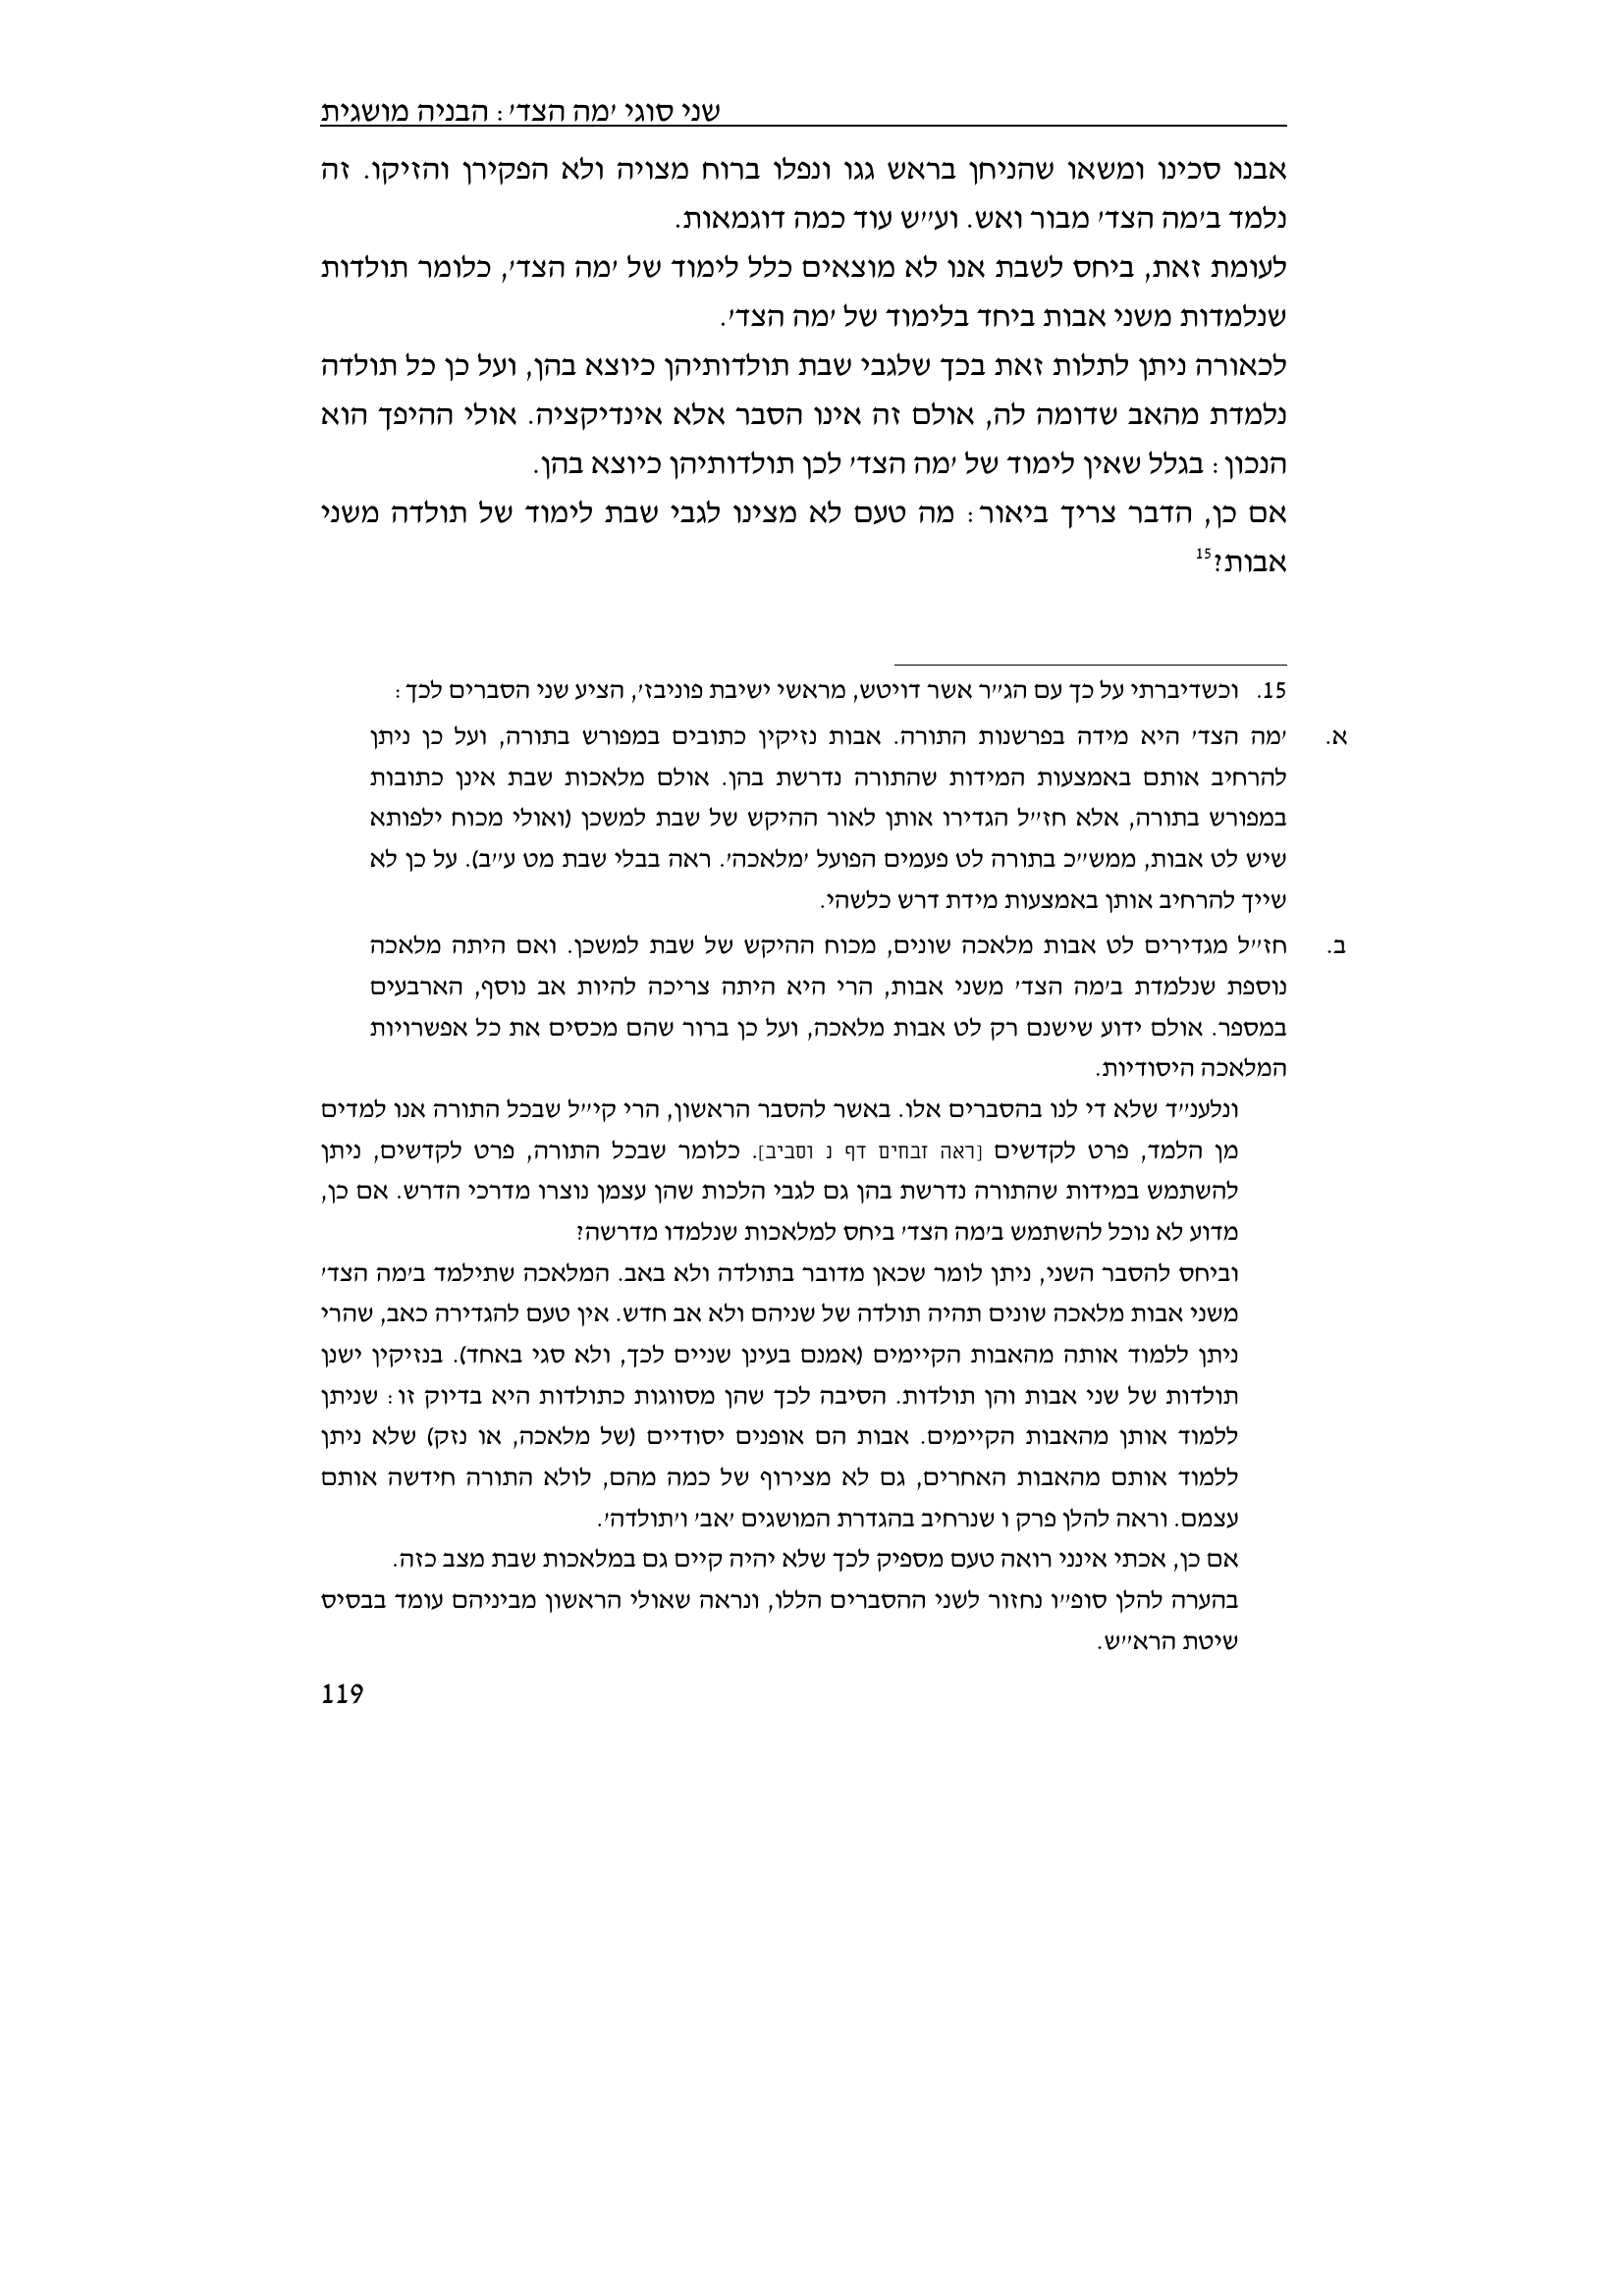 שני סוגי 'מה הצד': הבניה מושגית
אבנו סכינו ומשאו שהניחן בראש גגו ונפלו ברוח מצויה ולא הפקירן והזיקו. זה
נלמד ב'מה הצד' מבור ואש. וע"ש עוד כמה דוגמאות.
לעומת זאת, ביחס לשבת אנו לא מוצאים כלל לימוד של 'מה הצד', כלומר תולדות
שנלמדות משני אבות ביחד בלימוד של 'מה הצד'.
לכאורה ניתן לתלות זאת בכך שלגבי שבת תולדותיהן כיוצא בהן, ועל כן כל תולדה
נלמדת מהאב שדומה לה, אולם זה אינו הסבר אלא אינדיקציה. אולי ההיפך הוא
הנכון: בגלל שאין לימוד של 'מה הצד' לכן תולדותיהן כיוצא בהן.
אם כן, הדבר צריך ביאור: מה טעם לא מצינו לגבי שבת לימוד של תולדה משני
אבות?15
15. וכשדיברתי על כך עם הג"ר אשר דויטש, מראשי ישיבת פוניבז', הציע שני הסברים לכך:
א. 'מה הצד' היא מידה בפרשנות התורה. אבות נזיקין כתובים במפורש בתורה, ועל כן ניתן
להרחיב אותם באמצעות המידות שהתורה נדרשת בהן. אולם מלאכות שבת אינן כתובות
במפורש בתורה, אלא חז"ל הגדירו אותן לאור ההיקש של שבת למשכן (ואולי מכוח ילפותא
שיש לט אבות, ממש"כ בתורה לט פעמים הפועל 'מלאכה'. ראה בבלי שבת מט ע"ב). על כן לא
שייך להרחיב אותן באמצעות מידת דרש כלשהי.
ב. חז"ל מגדירים לט אבות מלאכה שונים, מכוח ההיקש של שבת למשכן. ואם היתה מלאכה
נוספת שנלמדת ב'מה הצד' משני אבות, הרי היא היתה צריכה להיות אב נוסף, הארבעים
במספר. אולם ידוע שישנם רק לט אבות מלאכה, ועל כן ברור שהם מכסים את כל אפשרויות
המלאכה היסודיות.
ונלענ"ד שלא די לנו בהסברים אלו. באשר להסבר הראשון, הרי קי"ל שבכל התורה אנו למדים
מן הלמד, פרט לקדשים [ראה זבחים דף נ וסביב]. כלומר שבכל התורה, פרט לקדשים, ניתן
להשתמש במידות שהתורה נדרשת בהן גם לגבי הלכות שהן עצמן נוצרו מדרכי הדרש. אם כן,
מדוע לא נוכל להשתמש ב'מה הצד' ביחס למלאכות שנלמדו מדרשה?
וביחס להסבר השני, ניתן לומר שכאן מדובר בתולדה ולא באב. המלאכה שתילמד ב'מה הצד'
משני אבות מלאכה שונים תהיה תולדה של שניהם ולא אב חדש. אין טעם להגדירה כאב, שהרי
ניתן ללמוד אותה מהאבות הקיימים (אמנם בעינן שניים לכך, ולא סגי באחד). בנזיקין ישנן
תולדות של שני אבות והן תולדות. הסיבה לכך שהן מסווגות כתולדות היא בדיוק זו: שניתן
ללמוד אותן מהאבות הקיימים. אבות הם אופנים יסודיים (של מלאכה, או נזק) שלא ניתן
ללמוד אותם מהאבות האחרים, גם לא מצירוף של כמה מהם, לולא התורה חידשה אותם
עצמם. וראה להלן פרק ו שנרחיב בהגדרת המושגים 'אב' ו'תולדה'.
אם כן, אכתי אינני רואה טעם מספיק לכך שלא יהיה קיים גם במלאכות שבת מצב כזה.
בהערה להלן סופ"ו נחזור לשני ההסברים הללו, ונראה שאולי הראשון מביניהם עומד בבסיס
שיטת הרא"ש.
119